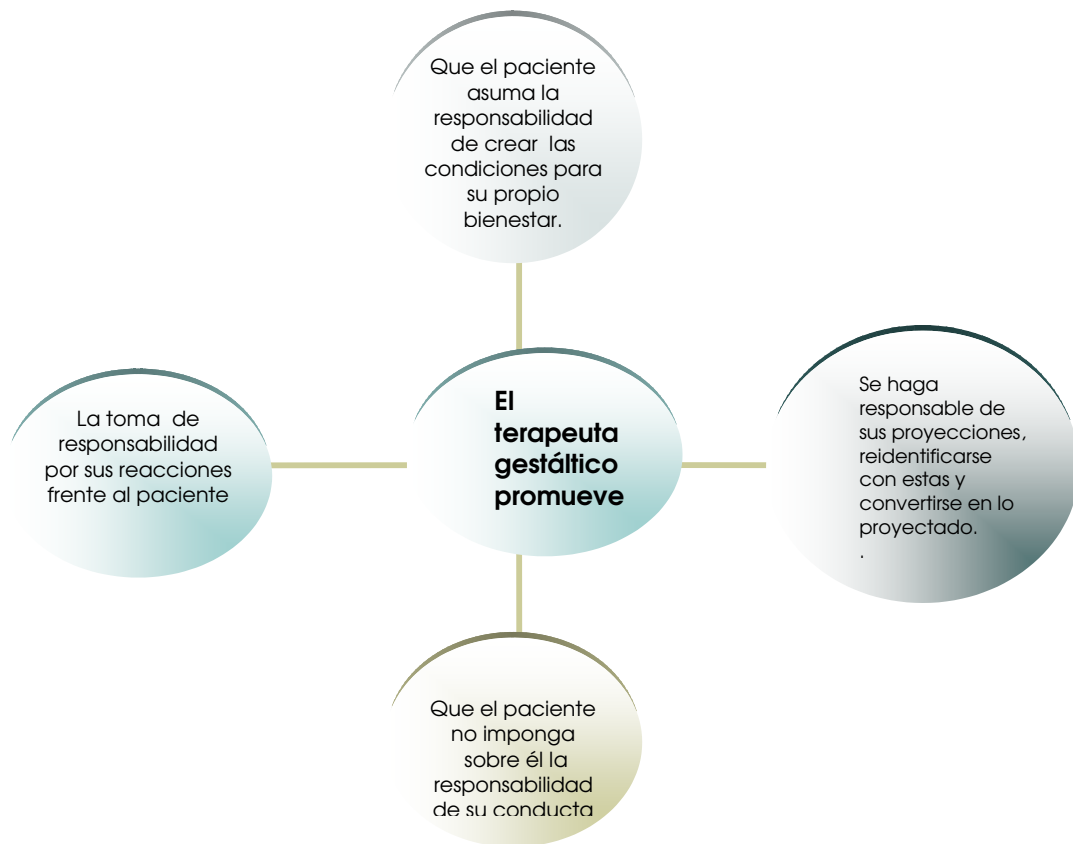 Que el paciente
asuma la
responsabilidad
de crear las
condiciones para
su propio
bienestar.
La toma de
responsabilidad
por sus reacciones
frente al paciente
El
terapeuta
gestáltico
promueve
Se haga
responsable de
sus proyecciones,
reidentificarse
con estas y
convertirse en lo
proyectado.
.
Que el paciente
no imponga
sobre él la
responsabilidad
de su conducta